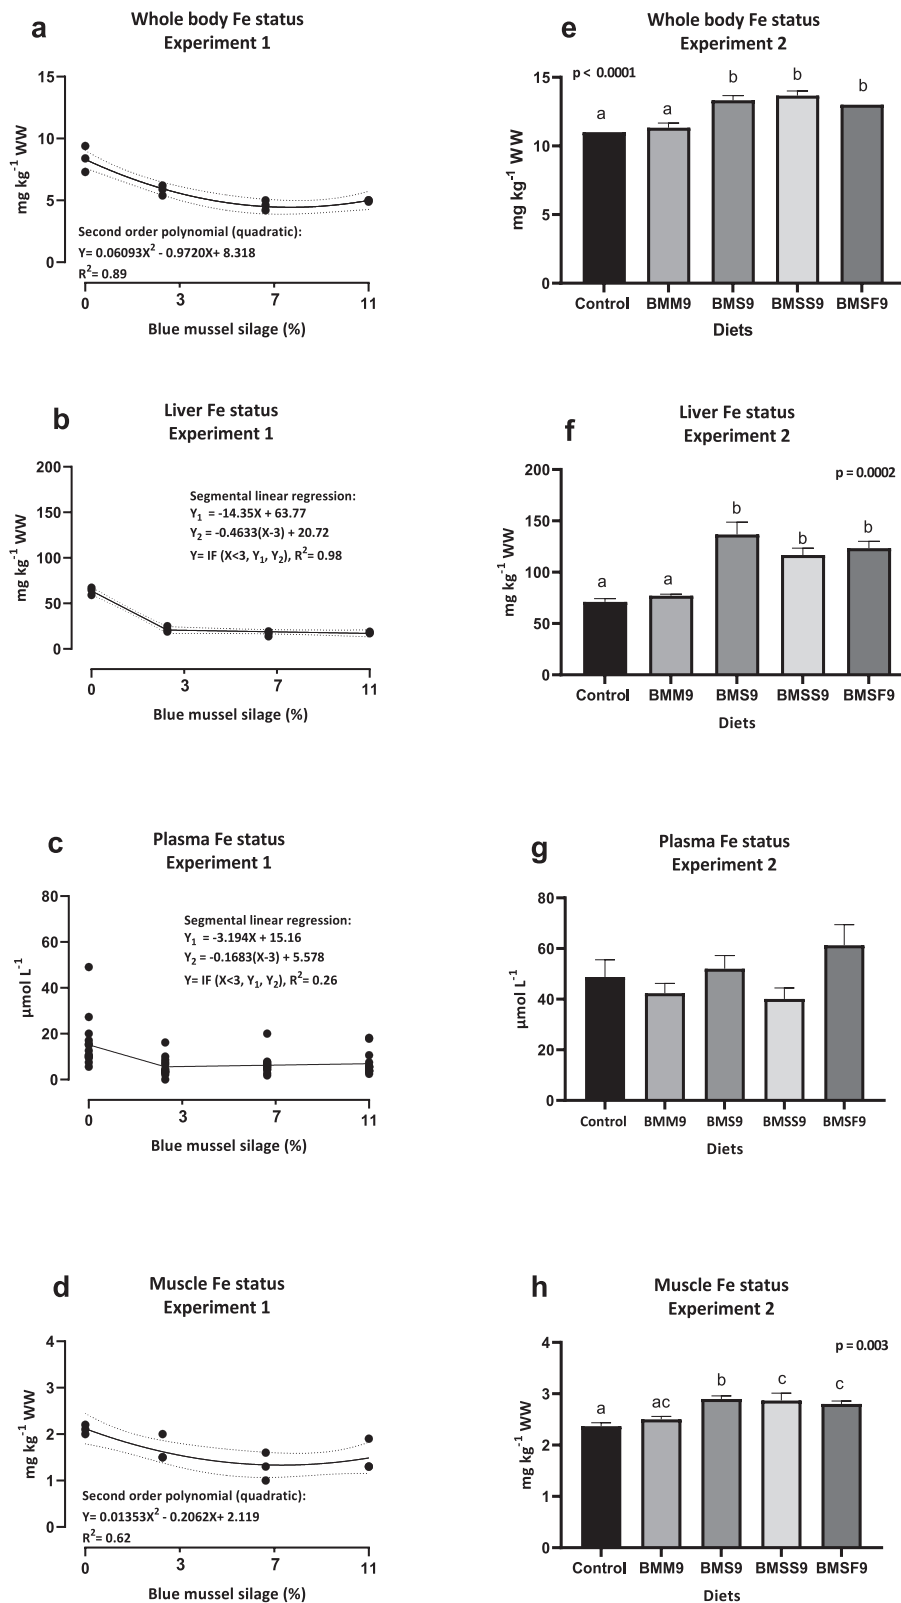 a
Whole body Fe status
Experiment 1
mg kg⁻¹ WW
15
10
5
0
Second order polynomial (quadratic):
Y= 0.06093X² - 0.9720X+ 8.318
R²= 0.89
0 3 7 11
Blue mussel silage (%)
e
Whole body Fe status
Experiment 2
mg kg⁻¹ WW
p < 0.0001
15
10
5
0
a a b b b
Control BMM9 BMS9 BMSS9 BMSF9
Diets
b
Liver Fe status
Experiment 1
mg kg⁻¹ WW
200
150
100
50
0
Segmental linear regression:
Y₁ = -14.35X + 63.77
Y₂ = -0.4633(X-3) + 20.72
Y= IF (X<3, Y₁, Y₂), R²= 0.98
0 3 7 11
Blue mussel silage (%)
f
Liver Fe status
Experiment 2
mg kg⁻¹ WW
p = 0.0002
200
150
100
50
0
a a b b b
Control BMM9 BMS9 BMSS9 BMSF9
Diets
c
Plasma Fe status
Experiment 1
µmol L⁻¹
80
60
40
20
0
Segmental linear regression:
Y₁ = -3.194X + 15.16
Y₂ = -0.1683(X-3) + 5.578
Y= IF (X<3, Y₁, Y₂), R²= 0.26
0 3 7 11
Blue mussel silage (%)
g
Plasma Fe status
Experiment 2
µmol L⁻¹
80
60
40
20
0
Control BMM9 BMS9 BMSS9 BMSF9
Diets
d
Muscle Fe status
Experiment 1
mg kg⁻¹ WW
4
3
2
1
0
Second order polynomial (quadratic):
Y= 0.01353X² - 0.2062X+ 2.119
R²= 0.62
0 3 7 11
Blue mussel silage (%)
h
Muscle Fe status
Experiment 2
mg kg⁻¹ WW
p = 0.003
4
3
2
1
0
a ac b c c
Control BMM9 BMS9 BMSS9 BMSF9
Diets